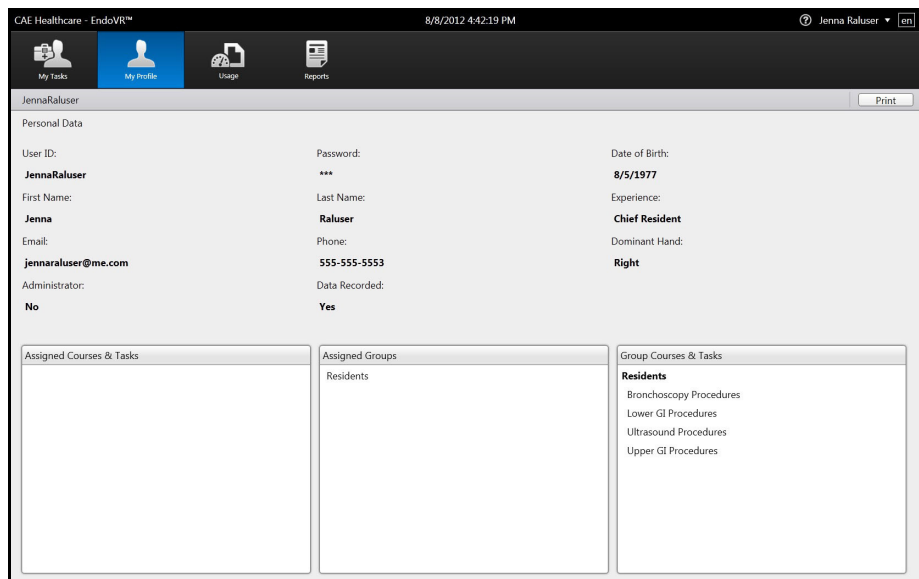 CAE Healthcare - EndoVR™ 8/8/2012 4:42:19 PM ? Jenna Raluser ▼ en
My Tasks My Profile Usage Reports
JennaRaluser Print
Personal Data
User ID: Password: Date of Birth:
JennaRaluser *** 8/5/1977
First Name: Last Name: Experience:
Jenna Raluser Chief Resident
Email: Phone: Dominant Hand:
jennaraluser@me.com 555-555-5553 Right
Administrator: Data Recorded:
No Yes
Assigned Courses & Tasks Assigned Groups Group Courses & Tasks
Residents Residents
Bronchoscopy Procedures
Lower GI Procedures
Ultrasound Procedures
Upper GI Procedures